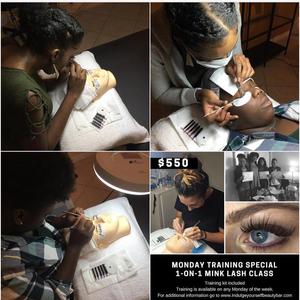 $550
MONDAY TRAINING SPECIAL
1-ON-1 MINK LASH CLASS
Training kit included
Training is available on any Monday of the week.
For additional information go to www.Indulgeyourselfbeautybar.com